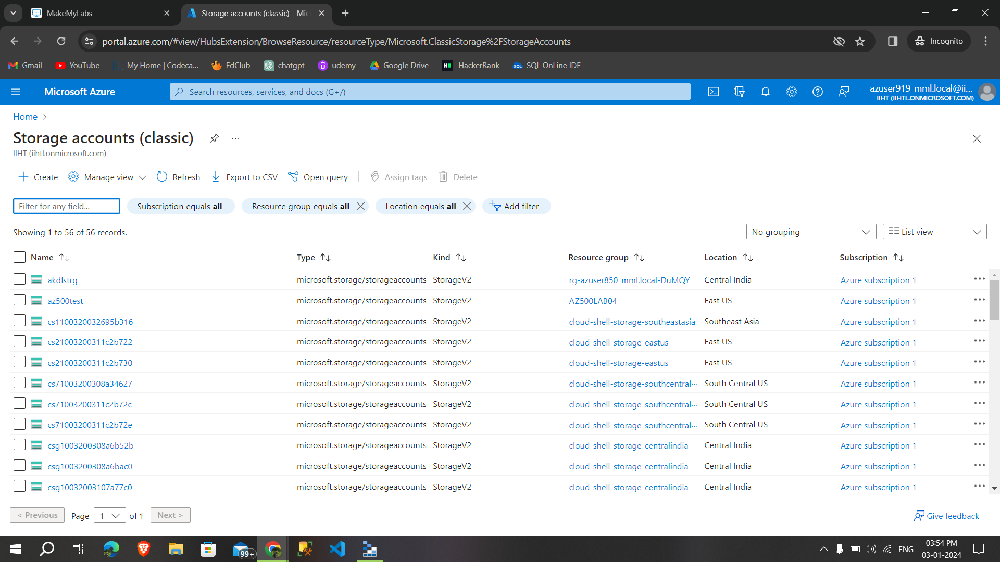 MakeMyLabs
Storage accounts (classic) - Mic
portal.azure.com/#view/HubsExtension/BrowseResource/resourceType/Microsoft.ClassicStorage%2FStorageAccounts
Incognito
Gmail YouTube My Home | Codeca... EdClub chatgpt udemy Google Drive HackerRank SQL OnLine IDE
Microsoft Azure
Search resources, services, and docs (G+/)
azuser919_mml.local@ii...
IIHT (IIHTL.ONMICROSOFT.COM)
Home
Storage accounts (classic) ...
IIHT (iihtl.onmicrosoft.com)
Create Manage view Refresh Export to CSV Open query Assign tags Delete
Filter for any field... Subscription equals all Resource group equals all Location equals all Add filter
Showing 1 to 56 of 56 records. No grouping List view
Name Type Kind Resource group Location Subscription
akdlstrg microsoft.storage/storageaccounts StorageV2 rg-azuser850_mml.local-DuMQY Central India Azure subscription 1
az500test microsoft.storage/storageaccounts StorageV2 AZ500LAB04 East US Azure subscription 1
cs1100320032695b316 microsoft.storage/storageaccounts StorageV2 cloud-shell-storage-southeastasia Southeast Asia Azure subscription 1
cs21003200311c2b722 microsoft.storage/storageaccounts StorageV2 cloud-shell-storage-eastus East US Azure subscription 1
cs21003200311c2b730 microsoft.storage/storageaccounts StorageV2 cloud-shell-storage-eastus East US Azure subscription 1
cs71003200308a34627 microsoft.storage/storageaccounts StorageV2 cloud-shell-storage-southcentral... South Central US Azure subscription 1
cs71003200311c2b72c microsoft.storage/storageaccounts StorageV2 cloud-shell-storage-southcentral... South Central US Azure subscription 1
cs71003200311c2b72e microsoft.storage/storageaccounts StorageV2 cloud-shell-storage-southcentral... South Central US Azure subscription 1
csg1003200308a6b52b microsoft.storage/storageaccounts StorageV2 cloud-shell-storage-centralindia Central India Azure subscription 1
csg1003200308a6bac0 microsoft.storage/storageaccounts StorageV2 cloud-shell-storage-centralindia Central India Azure subscription 1
csg10032003107a77c0 microsoft.storage/storageaccounts StorageV2 cloud-shell-storage-centralindia Central India Azure subscription 1
< Previous Page 1 of 1 Next > Give feedback
99+ ENG 03:54 PM
03-01-2024